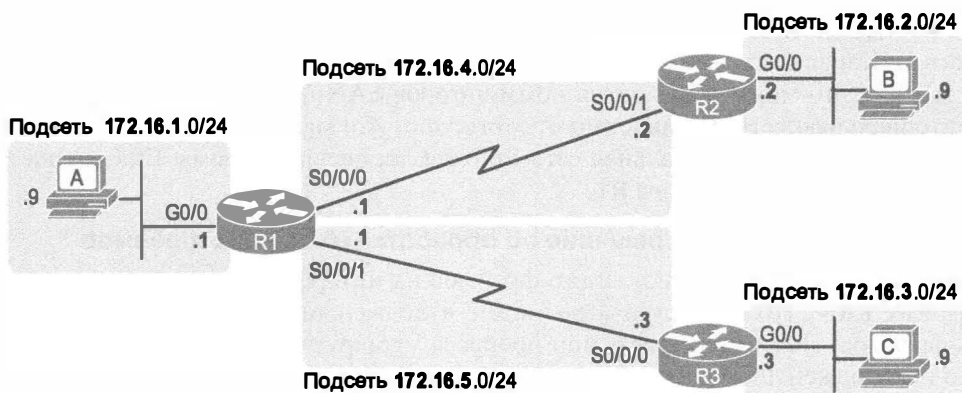 Подсеть 172.16.2.0/24
G0/0
.2
B
.9
R2
S0/0/1
.2
Подсеть 172.16.4.0/24
Подсеть 172.16.1.0/24
A
.9
G0/0
.1
R1
S0/0/0
.1
.1
S0/0/1
Подсеть 172.16.3.0/24
.3
S0/0/0
R3
G0/0
.3
C
.9
Подсеть 172.16.5.0/24